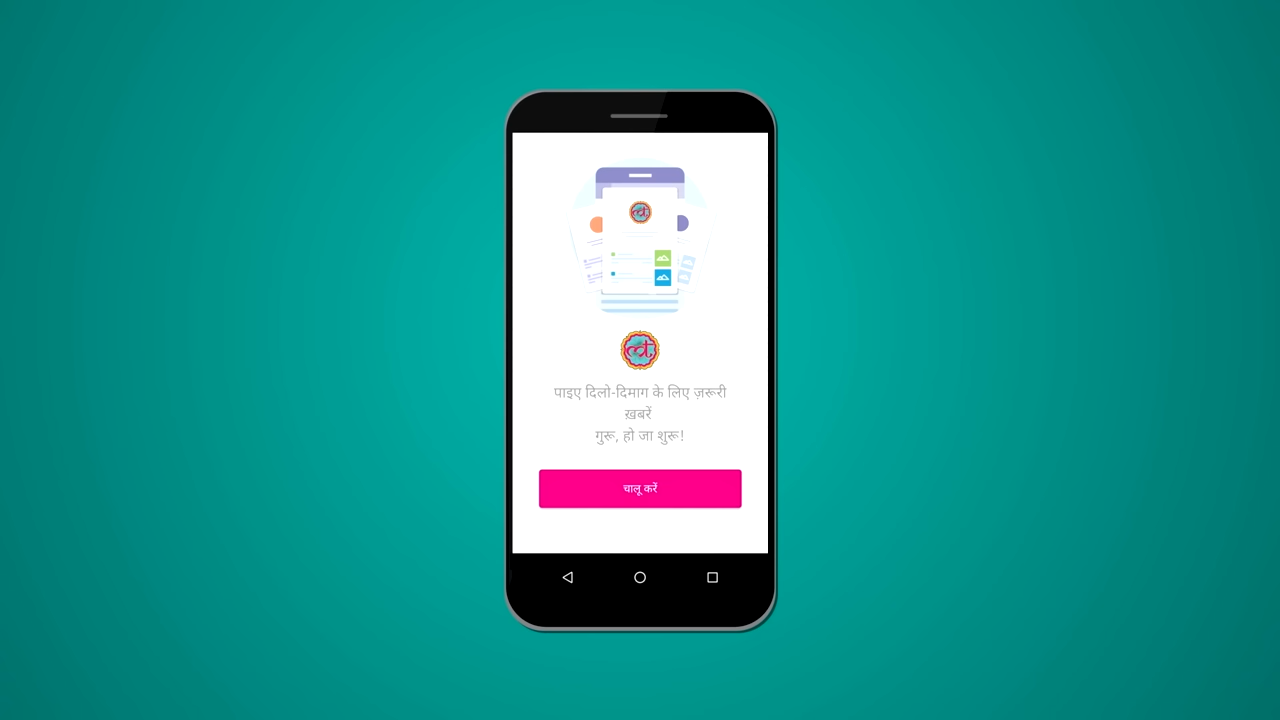 पाइए दिलो-दिमाग के लिए ज़रूरी
ख़बरें
गुरू, हो जा शुरू!
चालू करें